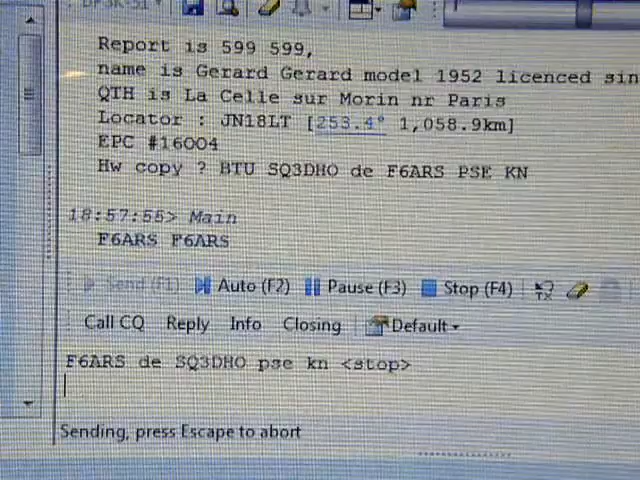 Report is 599 599,
name is Gerard Gerard model 1952 licenced sin
QTH is La Celle sur Morin nr Paris
Locator : JN18LT [253.4° 1,058.9km]
EPC #16004
Hw copy ? BTU SQ3DHO de F6ARS PSE KN
18:57:55> Main
F6ARS F6ARS
Send (F1) Auto (F2) Pause (F3) Stop (F4) TX
Call CQ Reply Info Closing Default
F6ARS de SQ3DHO pse kn <stop>
Sending, press Escape to abort